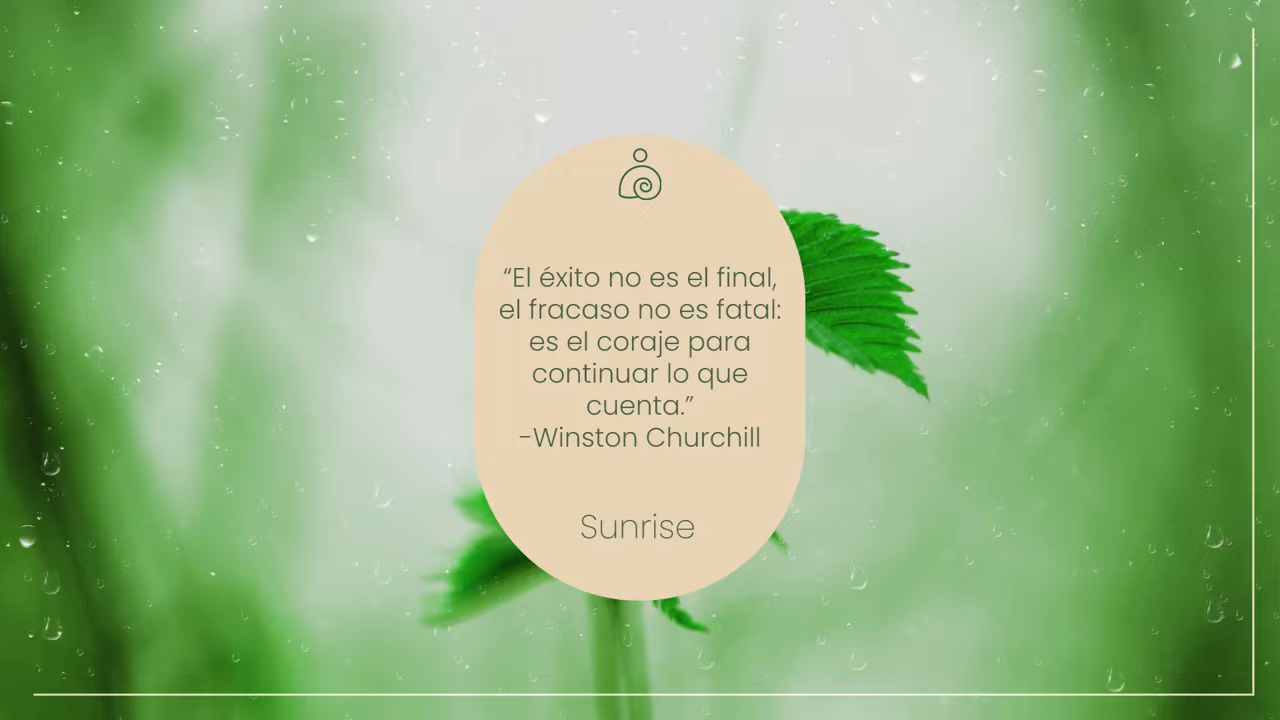 “El éxito no es el final,
el fracaso no es fatal:
es el coraje para
continuar lo que
cuenta.”
-Winston Churchill
Sunrise